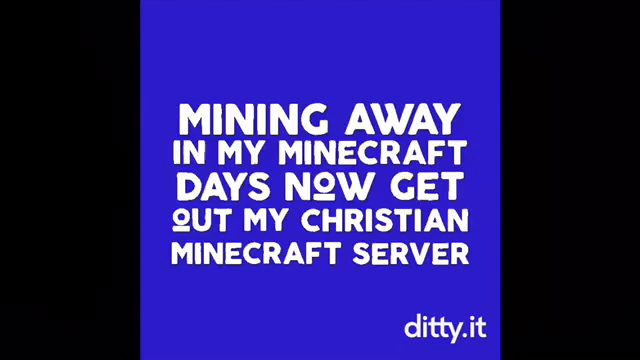 MINING AWAY
IN MY MINECRAFT
DAYS NOW GET
OUT MY CHRISTIAN
MINECRAFT SERVER
ditty.it